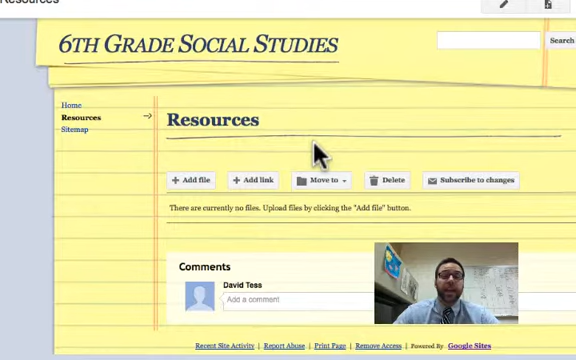 Resources
6TH GRADE SOCIAL STUDIES
Search
Home
Resources
Sitemap
Resources
Add file
Add link
Move to
Delete
Subscribe to changes
There are currently no files. Upload files by clicking the "Add file" button.
Comments
David Tess
Add a comment
Recent Site Activity | Report Abuse | Print Page | Remove Access | Powered By Google Sites